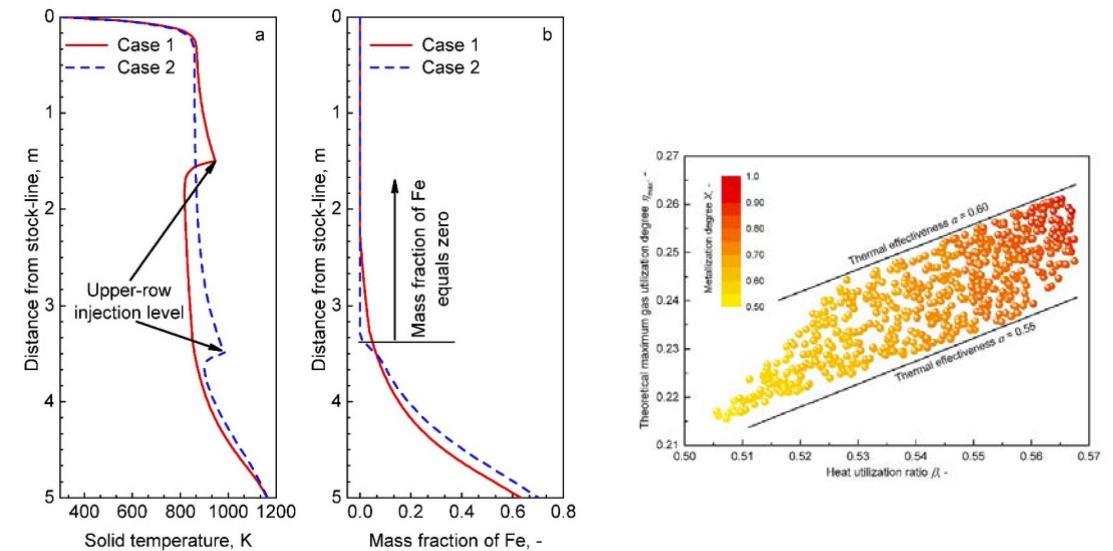 a
Case 1
Case 2
0
1
2
3
4
5
Distance from stock-line, m
Upper-row
injection level
400 600 800 1000 1200
Solid temperature, K
b
Case 1
Case 2
0
1
2
3
4
5
Distance from stock-line, m
Mass fraction of Fe
equals zero
0.0 0.2 0.4 0.6 0.8
Mass fraction of Fe, -
0.27
0.26
0.25
0.24
0.23
0.22
0.21
Theoretical maximum gas utilization degree ηmax, -
Metallization degree X, -
1.0
0.90
0.80
0.70
0.60
0.50
Thermal effectiveness α = 0.60
Thermal effectiveness α = 0.55
0.50 0.51 0.52 0.53 0.54 0.55 0.56 0.57
Heat utilization ratio β, -